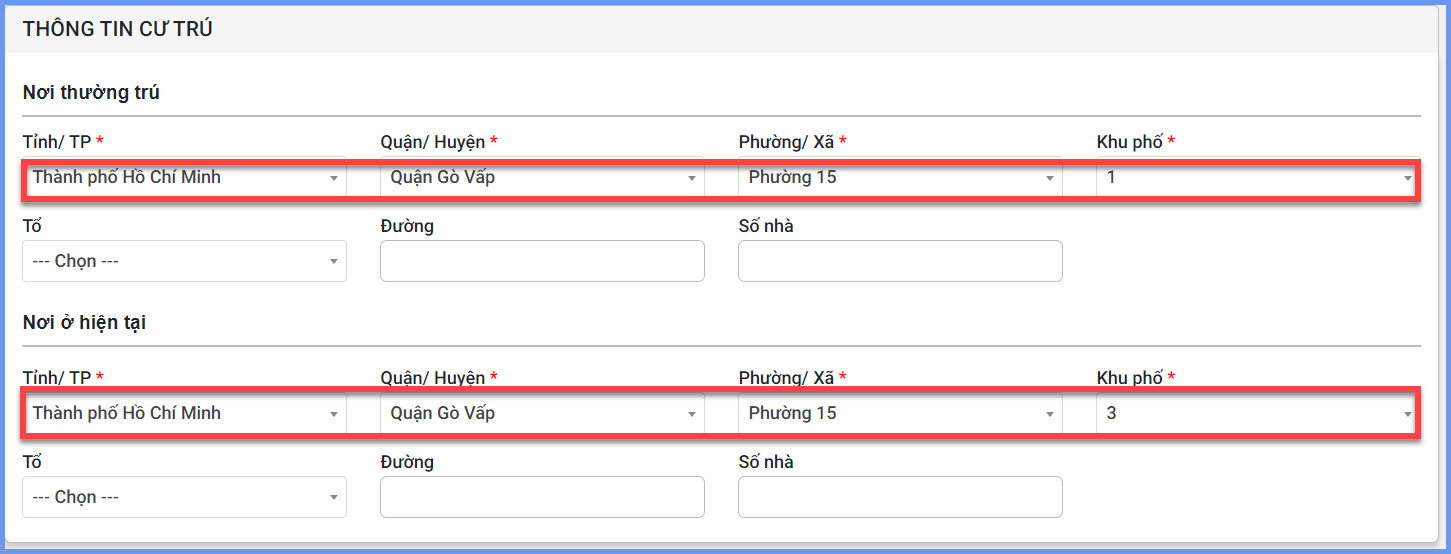 THÔNG TIN CƯ TRÚ
Nơi thường trú
Tỉnh/ TP * Quận/ Huyện * Phường/ Xã * Khu phố *
Thành phố Hồ Chí Minh Quận Gò Vấp Phường 15 1
Tổ Đường Số nhà
--- Chọn ---
Nơi ở hiện tại
Tỉnh/ TP * Quận/ Huyện * Phường/ Xã * Khu phố *
Thành phố Hồ Chí Minh Quận Gò Vấp Phường 15 3
Tổ Đường Số nhà
--- Chọn ---